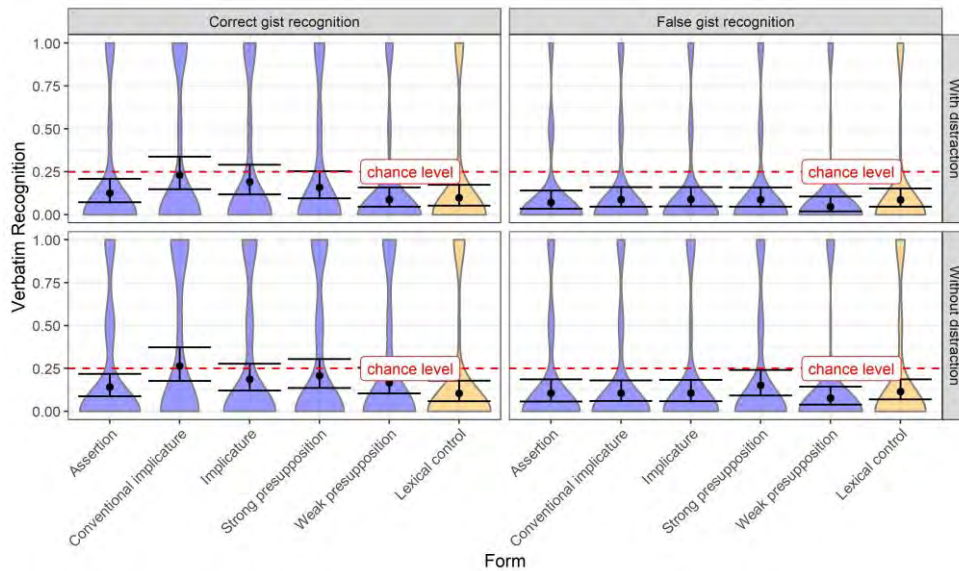 Correct gist recognition
False gist recognition
Verbatim Recognition
1.00
0.75
0.50
0.25
0.00
chance level
chance level
With distraction
1.00
0.75
0.50
0.25
0.00
chance level
chance level
Without distraction
Assertion
Conventional implicature
Implicature
Strong presupposition
Weak presupposition
Lexical control
Assertion
Conventional implicature
Implicature
Strong presupposition
Weak presupposition
Lexical control
Form